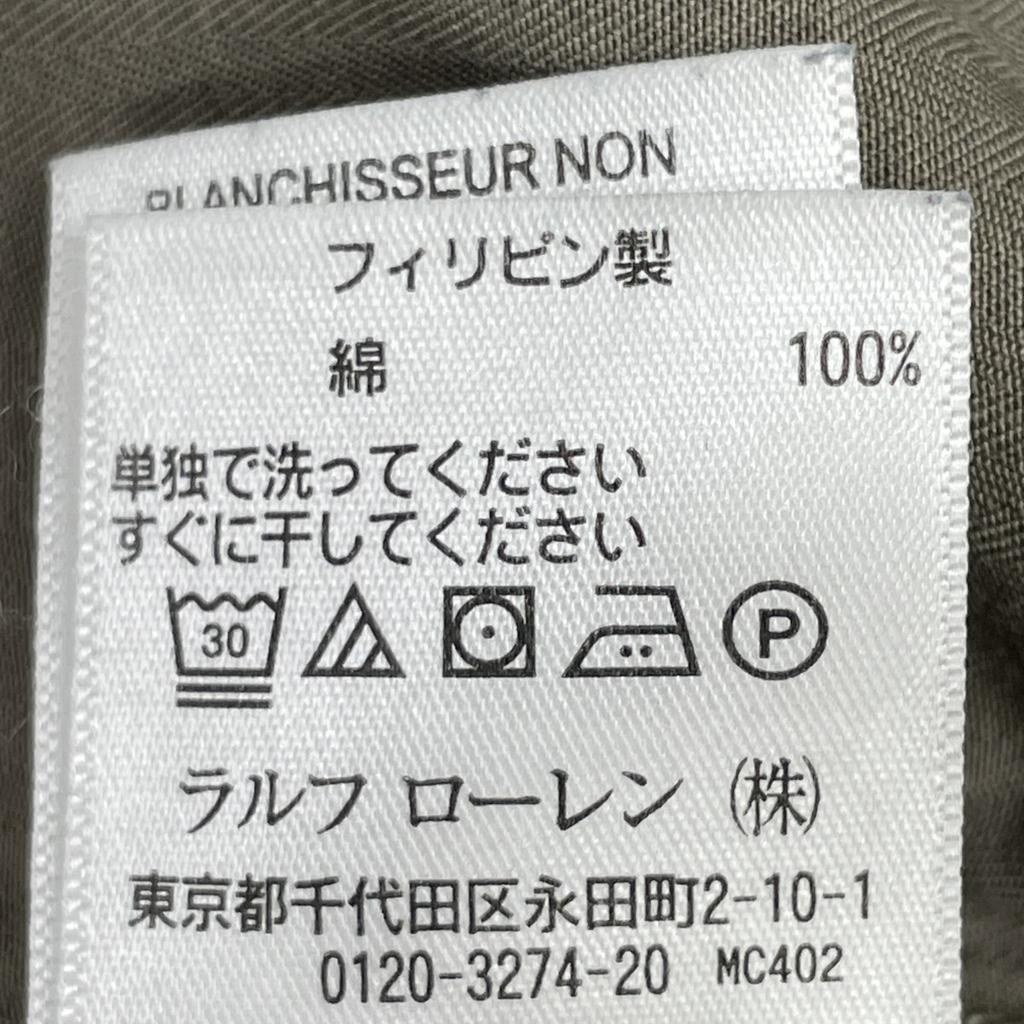 BLANCHISSEUR NON
フィリピン製
綿 100%
単独で洗ってください
すぐに干してください
30 P
ラルフ ローレン (株)
東京都千代田区永田町2-10-1
0120-3274-20 MC402